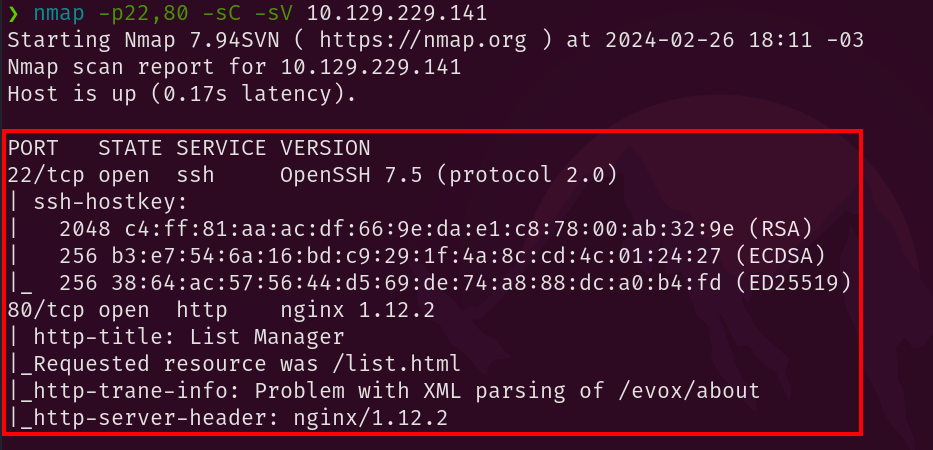 ❯ nmap -p22,80 -sC -sV 10.129.229.141
Starting Nmap 7.94SVN ( https://nmap.org ) at 2024-02-26 18:11 -03
Nmap scan report for 10.129.229.141
Host is up (0.17s latency).
PORT   STATE SERVICE VERSION
22/tcp open  ssh     OpenSSH 7.5 (protocol 2.0)
| ssh-hostkey:
|   2048 c4:ff:81:aa:ac:df:66:9e:da:e1:c8:78:00:ab:32:9e (RSA)
|   256 b3:e7:54:6a:16:bd:c9:29:1f:4a:8c:cd:4c:01:24:27 (ECDSA)
|_  256 38:64:ac:57:56:44:d5:69:de:74:a8:88:dc:a0:b4:fd (ED25519)
80/tcp open  http    nginx 1.12.2
| http-title: List Manager
|_Requested resource was /list.html
|_http-trane-info: Problem with XML parsing of /evox/about
|_http-server-header: nginx/1.12.2